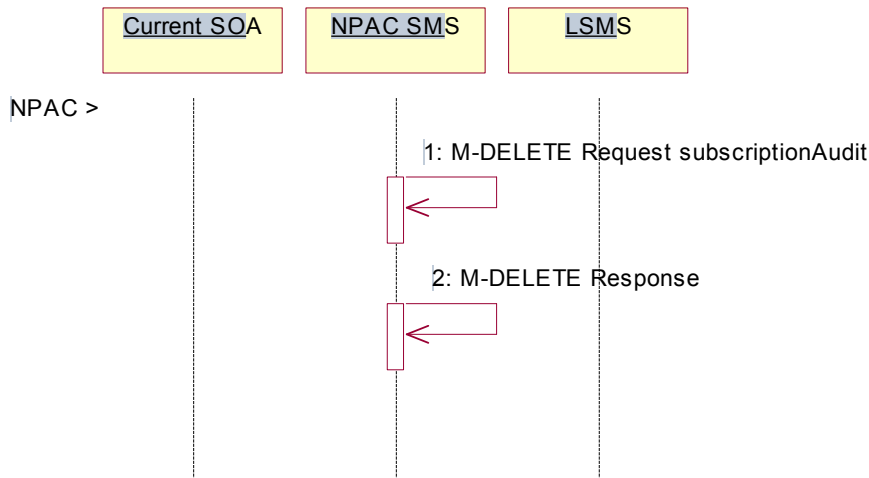 Current SOA NPAC SMS LSMS
NPAC >
1: M-DELETE Request subscriptionAudit
2: M-DELETE Response